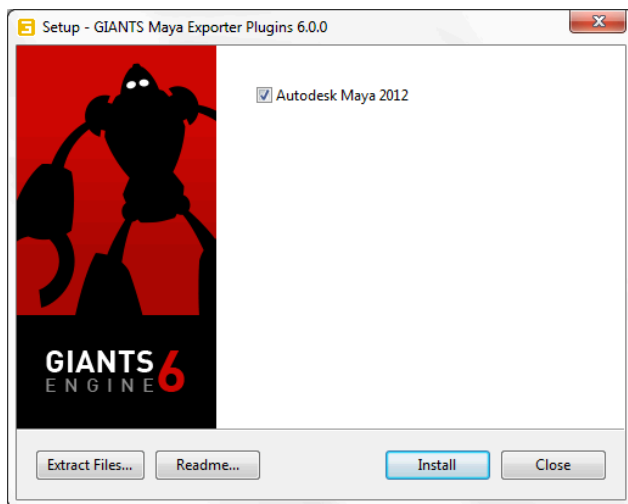 Setup - GIANTS Maya Exporter Plugins 6.0.0
Autodesk Maya 2012
GIANTS 6
ENGINE
Extract Files... Readme... Install Close